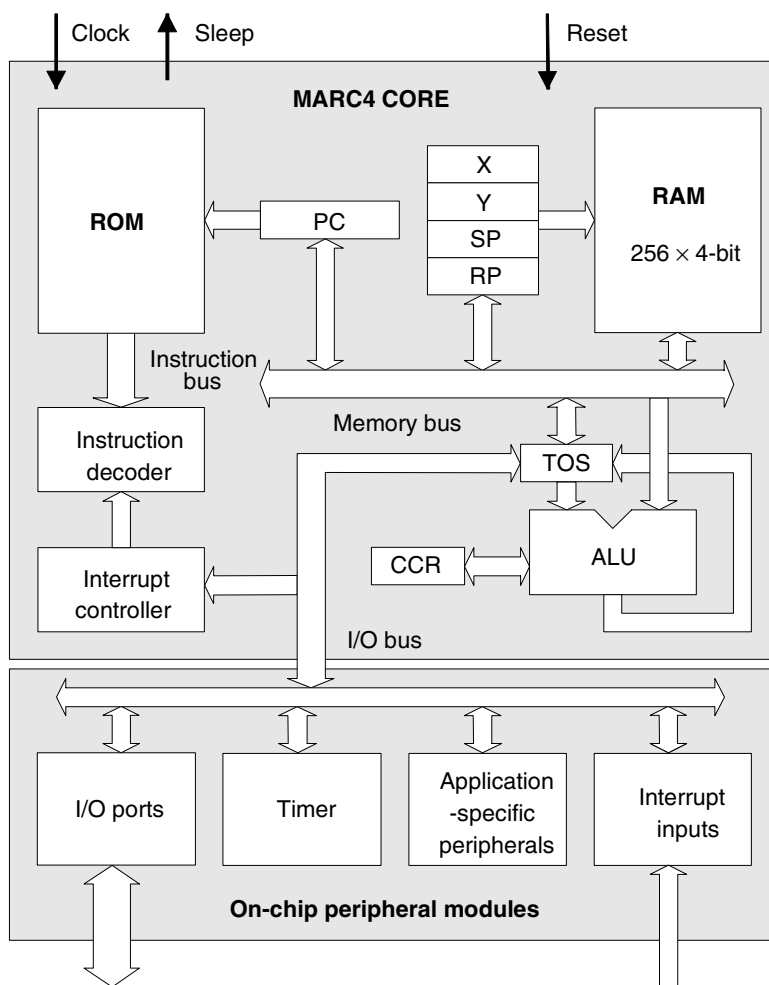 Clock
Sleep
Reset
MARC4 CORE
ROM
PC
X
Y
SP
RP
RAM
256 × 4-bit
Instruction
bus
Memory bus
Instruction
decoder
TOS
CCR
ALU
Interrupt
controller
I/O bus
I/O ports
Timer
Application
-specific
peripherals
Interrupt
inputs
On-chip peripheral modules